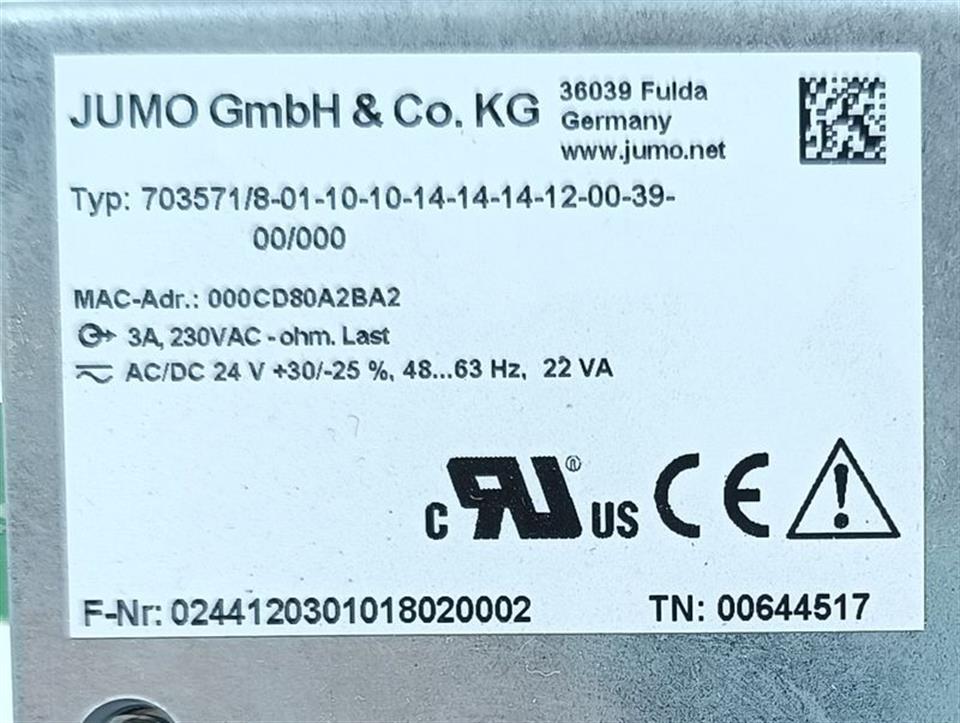 JUMO GmbH & Co. KG
36039 Fulda
Germany
www.jumo.net
Typ: 703571/8-01-10-10-14-14-14-12-00-39-
00/000
MAC-Adr.: 000CD80A2BA2
3A, 230VAC - ohm. Last
AC/DC 24 V +30/-25 %, 48...63 Hz, 22 VA
c RU ® US CE
F-Nr: 0244120301018020002
TN: 00644517